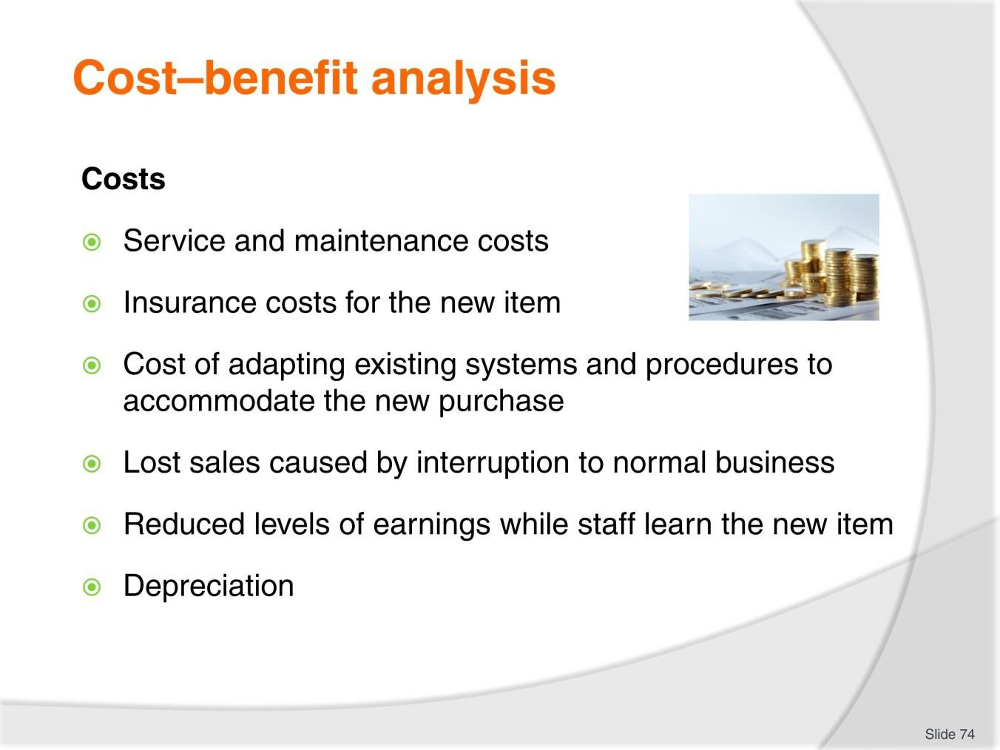 Cost–benefit analysis
Costs
Service and maintenance costs
Insurance costs for the new item
Cost of adapting existing systems and procedures to
accommodate the new purchase
Lost sales caused by interruption to normal business
Reduced levels of earnings while staff learn the new item
Depreciation
Slide 74